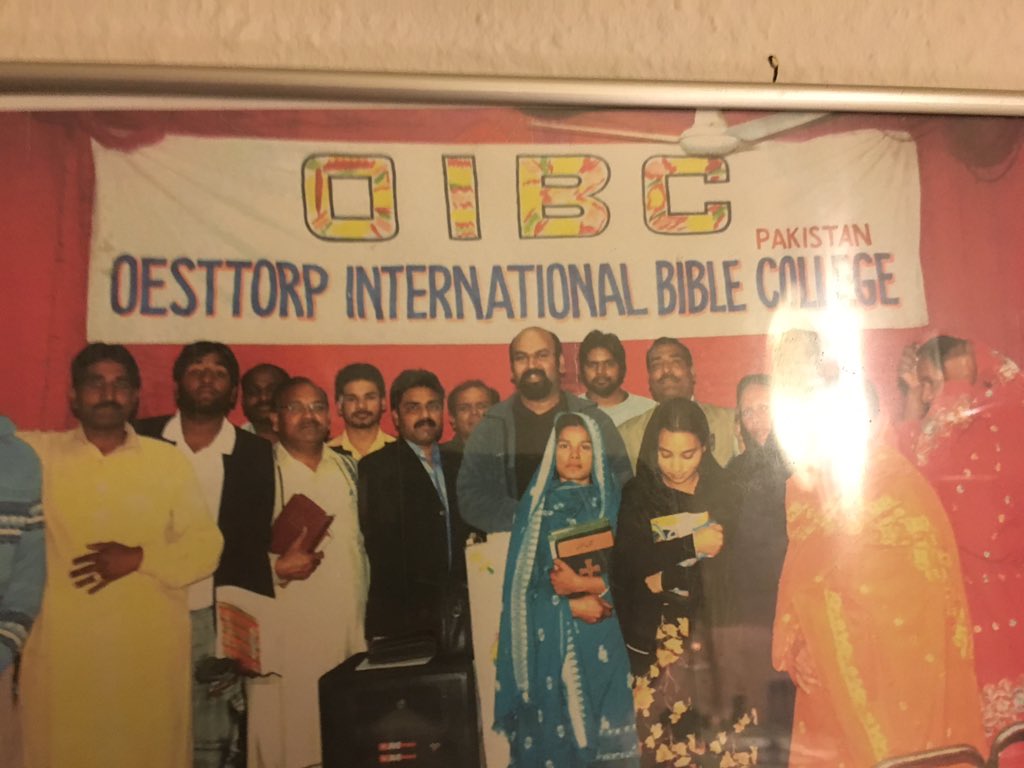 OIBC
PAKISTAN
OESTTORP INTERNATIONAL BIBLE COLLEGE